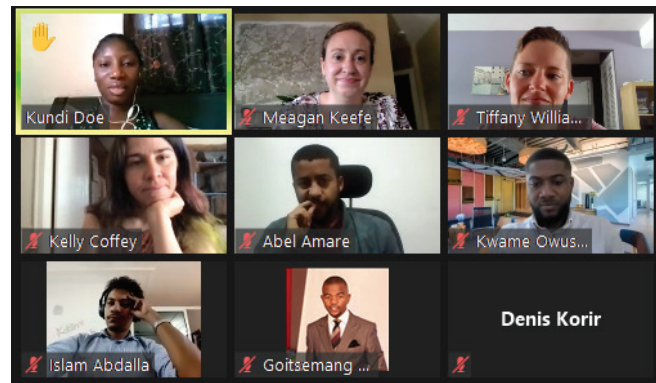 Kundi Doe
Meagan Keefe
Tiffany Willia...
Kelly Coffey
Abel Amare
Kwame Owus...
Islam Abdalla
Goitsemang ...
Denis Korir